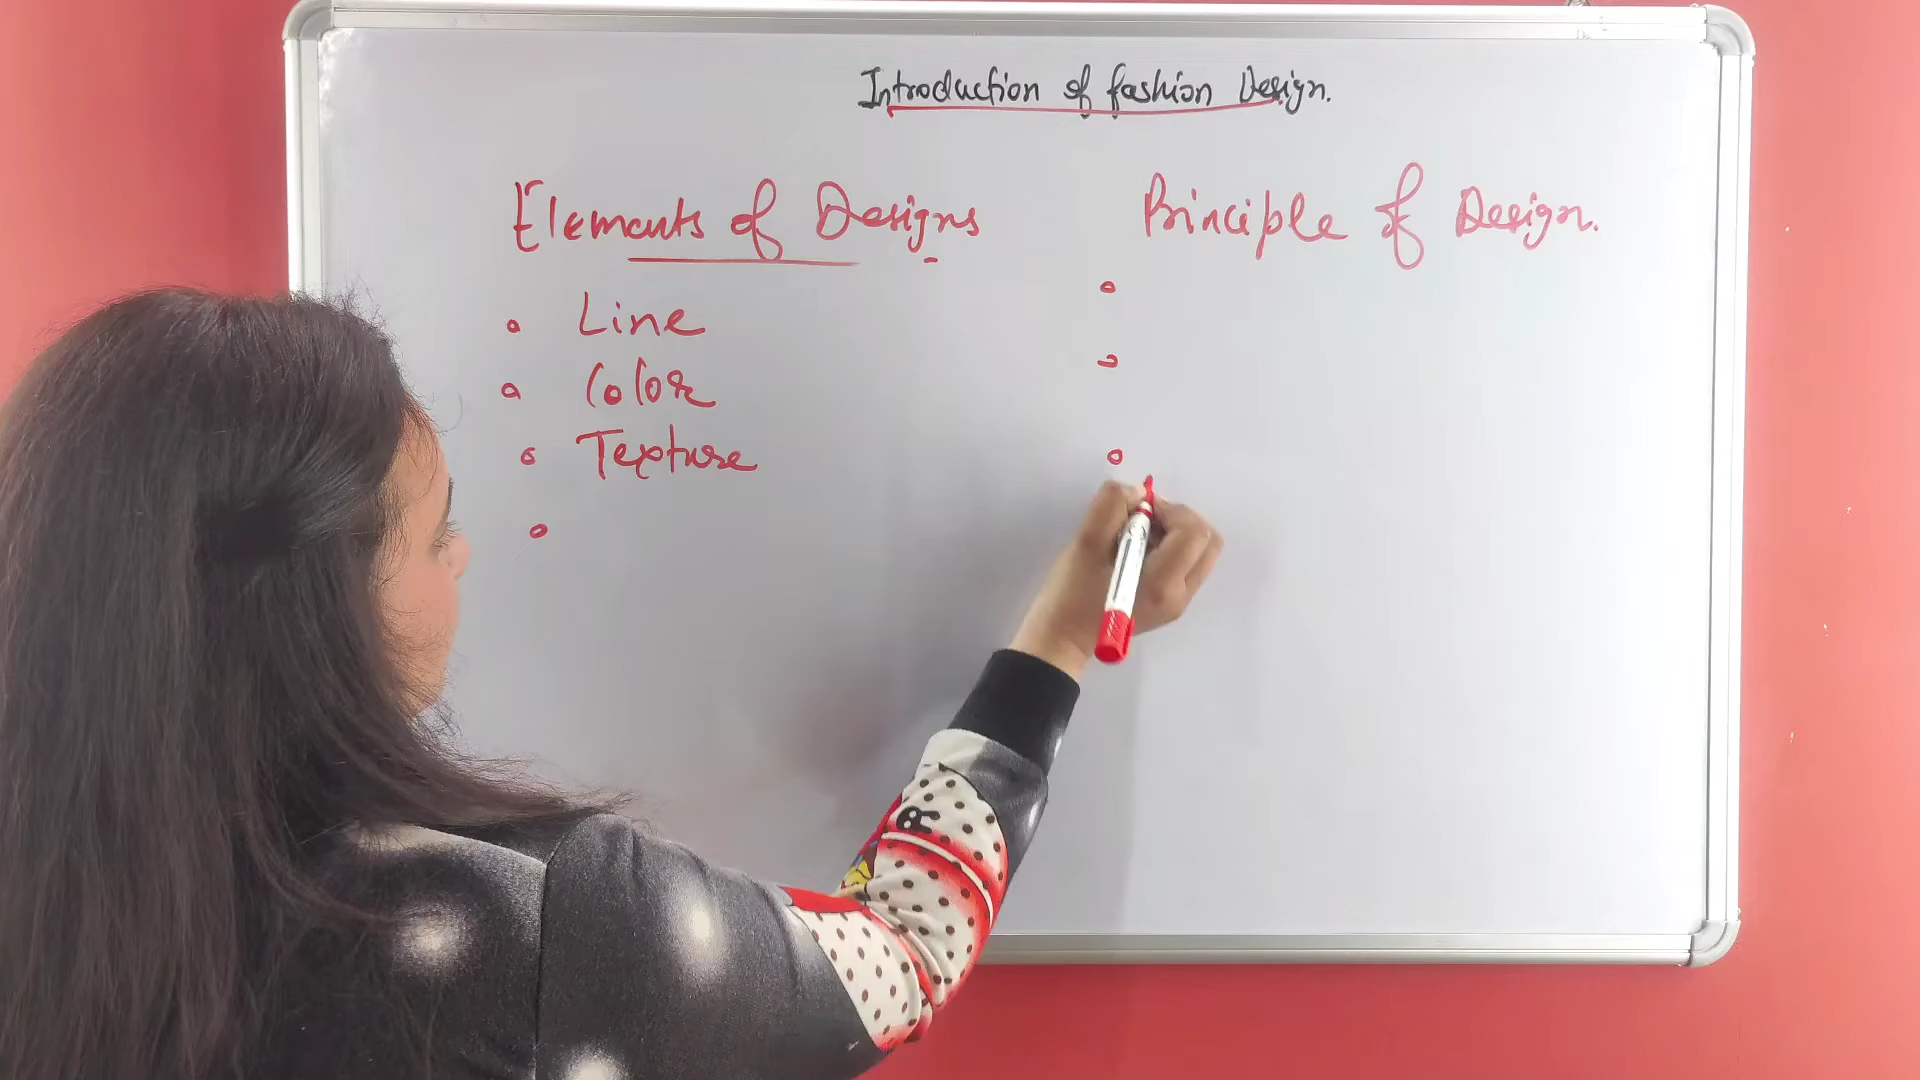 Introduction of fashion Design.
Elements of Designs
• Line
• Color
• Texture
•
Principle of Design.
•
•
•